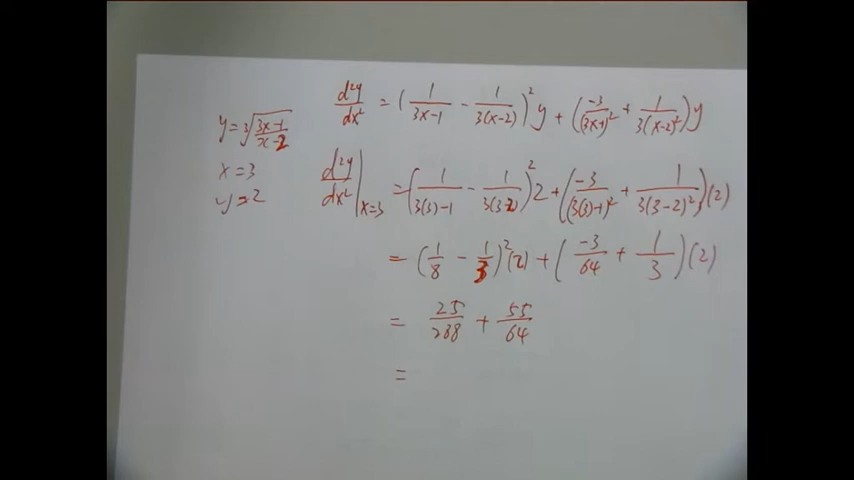 d²y/dx² = (1/(3x-1) - 1/(3(x-2)))² y + (-3/(3x-1)² + 1/(3(x-2)²)) y
y = ∛((3x-1)/(x-2))
x = 3
y = 2
d²y/dx² |x=3 = (1/(3(3)-1) - 1/(3(3-2)))² 2 + (-3/(3(3)-1)² + 1/(3(3-2)²)) (2)
= (1/8 - 1/3)² (2) + (-3/64 + 1/3) (2)
= 25/288 + 55/64
=